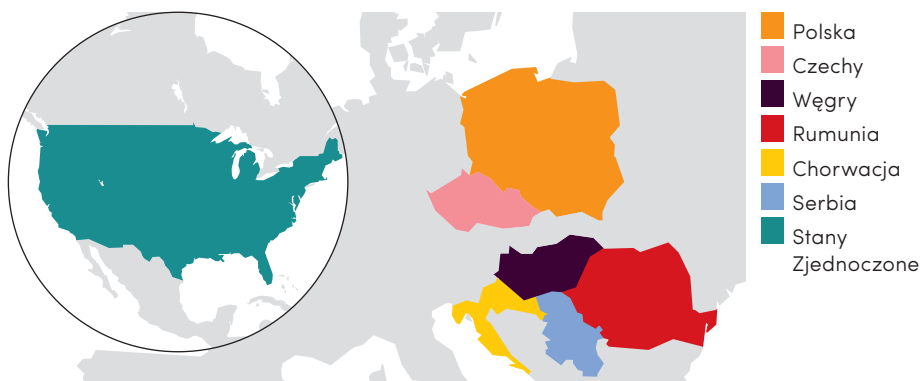 Polska
Czechy
Węgry
Rumunia
Chorwacja
Serbia
Stany
Zjednoczone